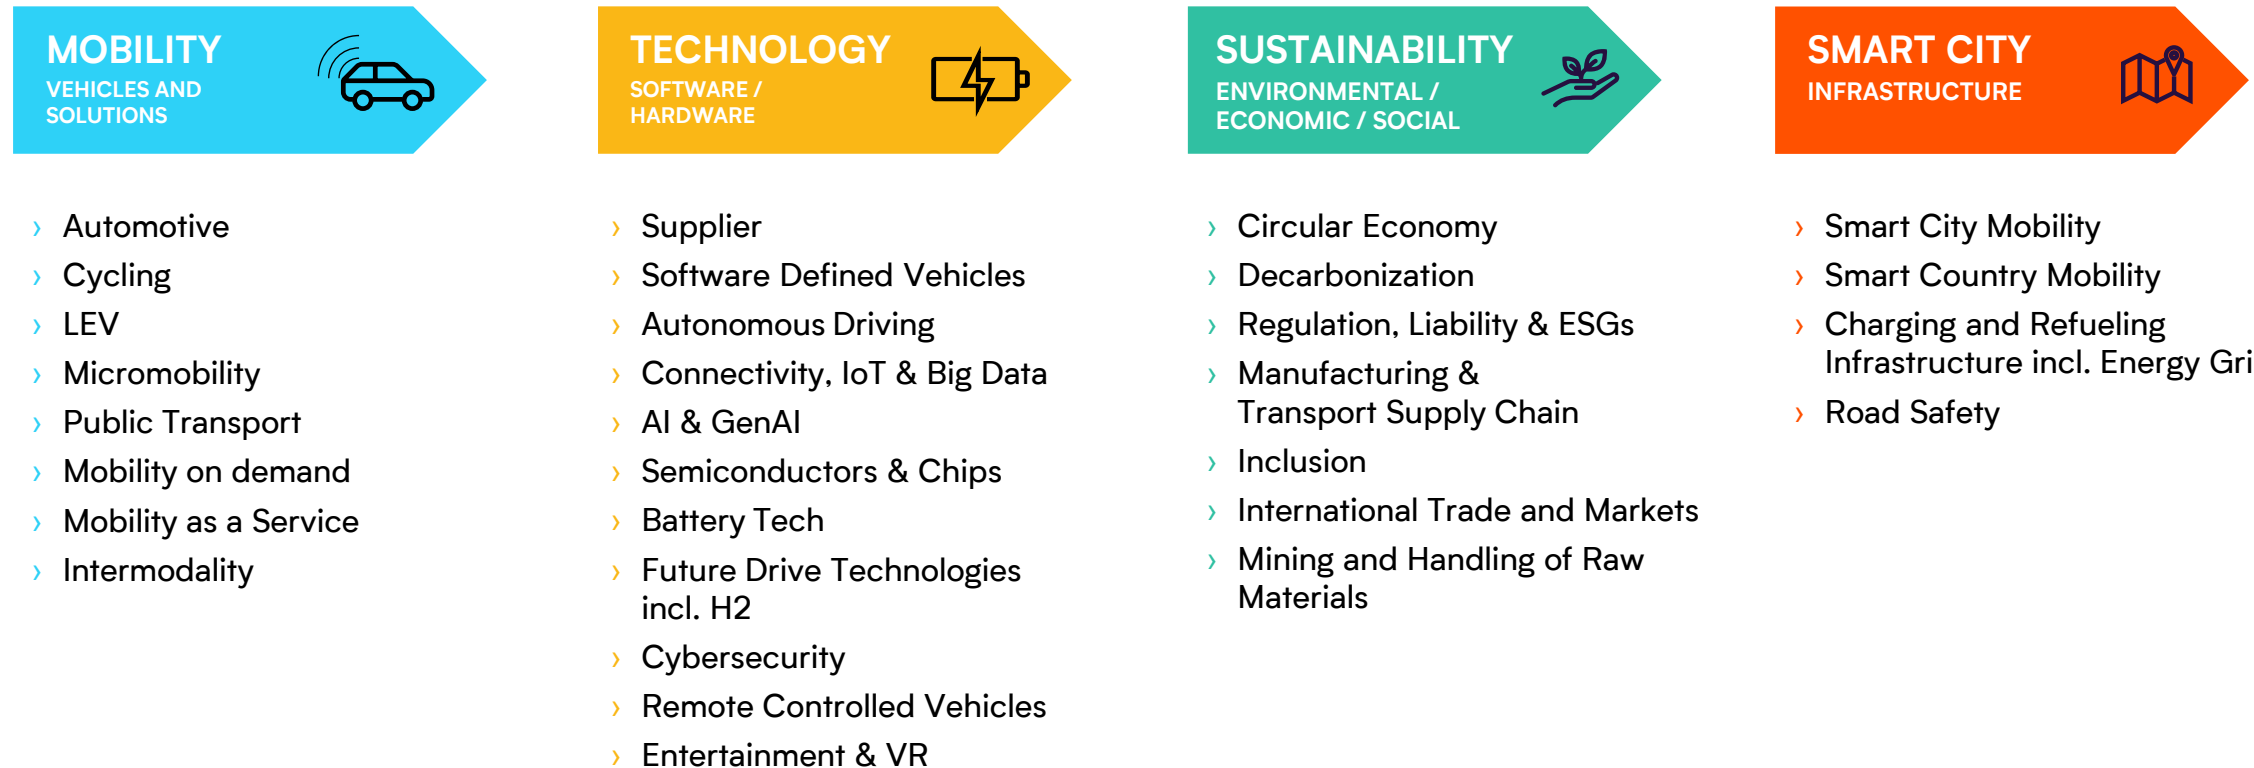 MOBILITY
VEHICLES AND
SOLUTIONS
› Automotive
› Cycling
› LEV
› Micromobility
› Public Transport
› Mobility on demand
› Mobility as a Service
› Intermodality
TECHNOLOGY
SOFTWARE /
HARDWARE
› Supplier
› Software Defined Vehicles
› Autonomous Driving
› Connectivity, IoT & Big Data
› AI & GenAI
› Semiconductors & Chips
› Battery Tech
› Future Drive Technologies
incl. H2
› Cybersecurity
› Remote Controlled Vehicles
› Entertainment & VR
SUSTAINABILITY
ENVIRONMENTAL /
ECONOMIC / SOCIAL
› Circular Economy
› Decarbonization
› Regulation, Liability & ESGs
› Manufacturing &
Transport Supply Chain
› Inclusion
› International Trade and Markets
› Mining and Handling of Raw
Materials
SMART CITY
INFRASTRUCTURE
› Smart City Mobility
› Smart Country Mobility
› Charging and Refueling
Infrastructure incl. Energy Gri
› Road Safety